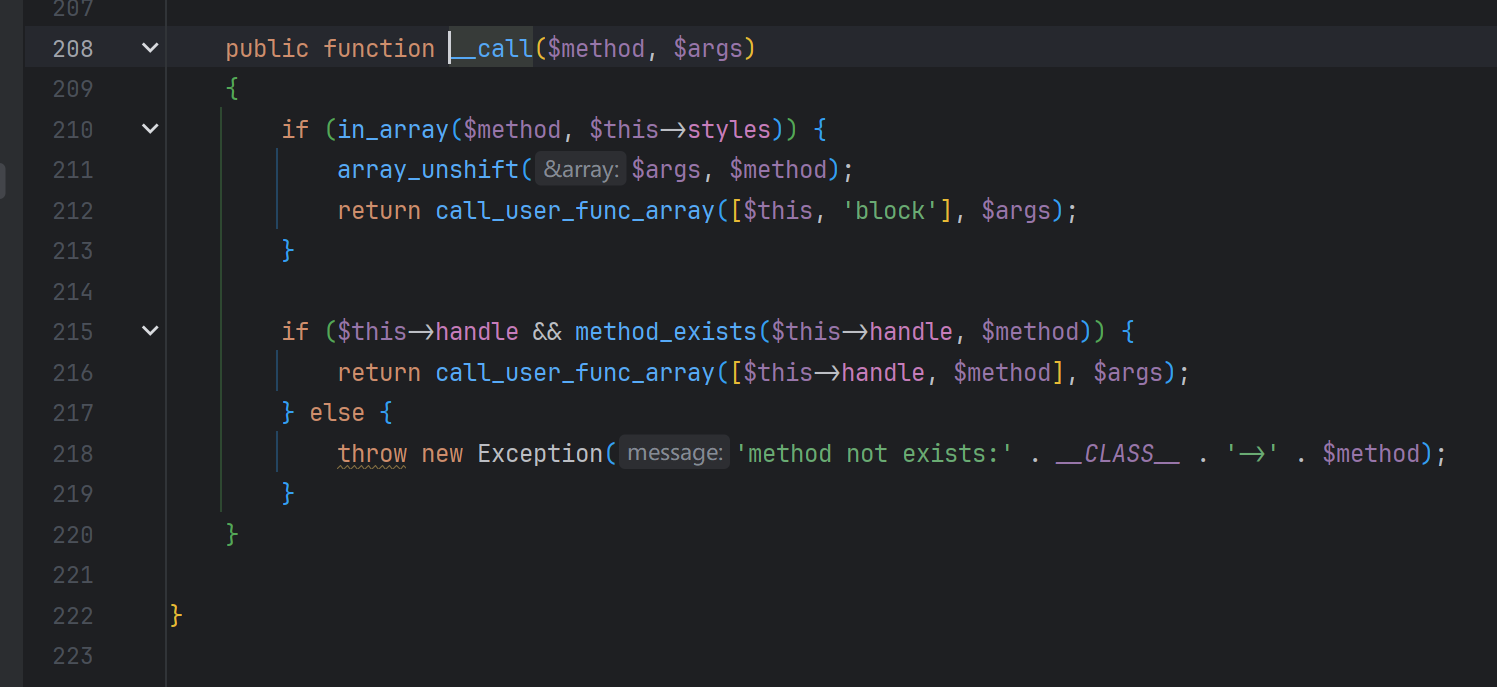 207
208 public function __call($method, $args)
209 {
210 if (in_array($method, $this->styles)) {
211 array_unshift( &array: $args, $method);
212 return call_user_func_array([$this, 'block'], $args);
213 }
214
215 if ($this->handle && method_exists($this->handle, $method)) {
216 return call_user_func_array([$this->handle, $method], $args);
217 } else {
218 throw new Exception( message: 'method not exists:' . __CLASS__ . '->' . $method);
219 }
220 }
221
222 }
223